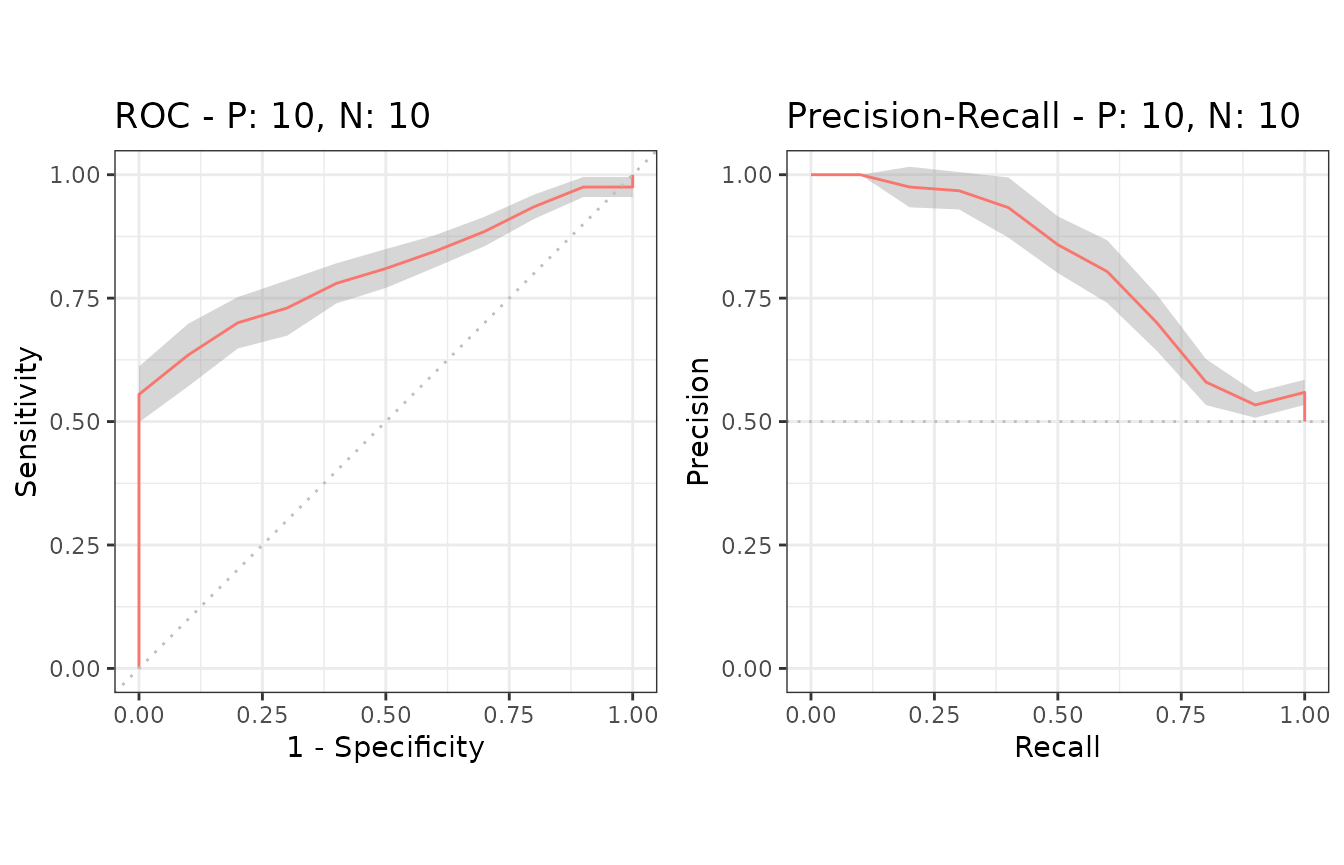 ROC - P: 10, N: 10
1.00
0.75
0.50
0.25
0.00
Sensitivity
0.00 0.25 0.50 0.75 1.00
1 - Specificity
Precision-Recall - P: 10, N: 10
1.00
0.75
0.50
0.25
0.00
Precision
0.00 0.25 0.50 0.75 1.00
Recall